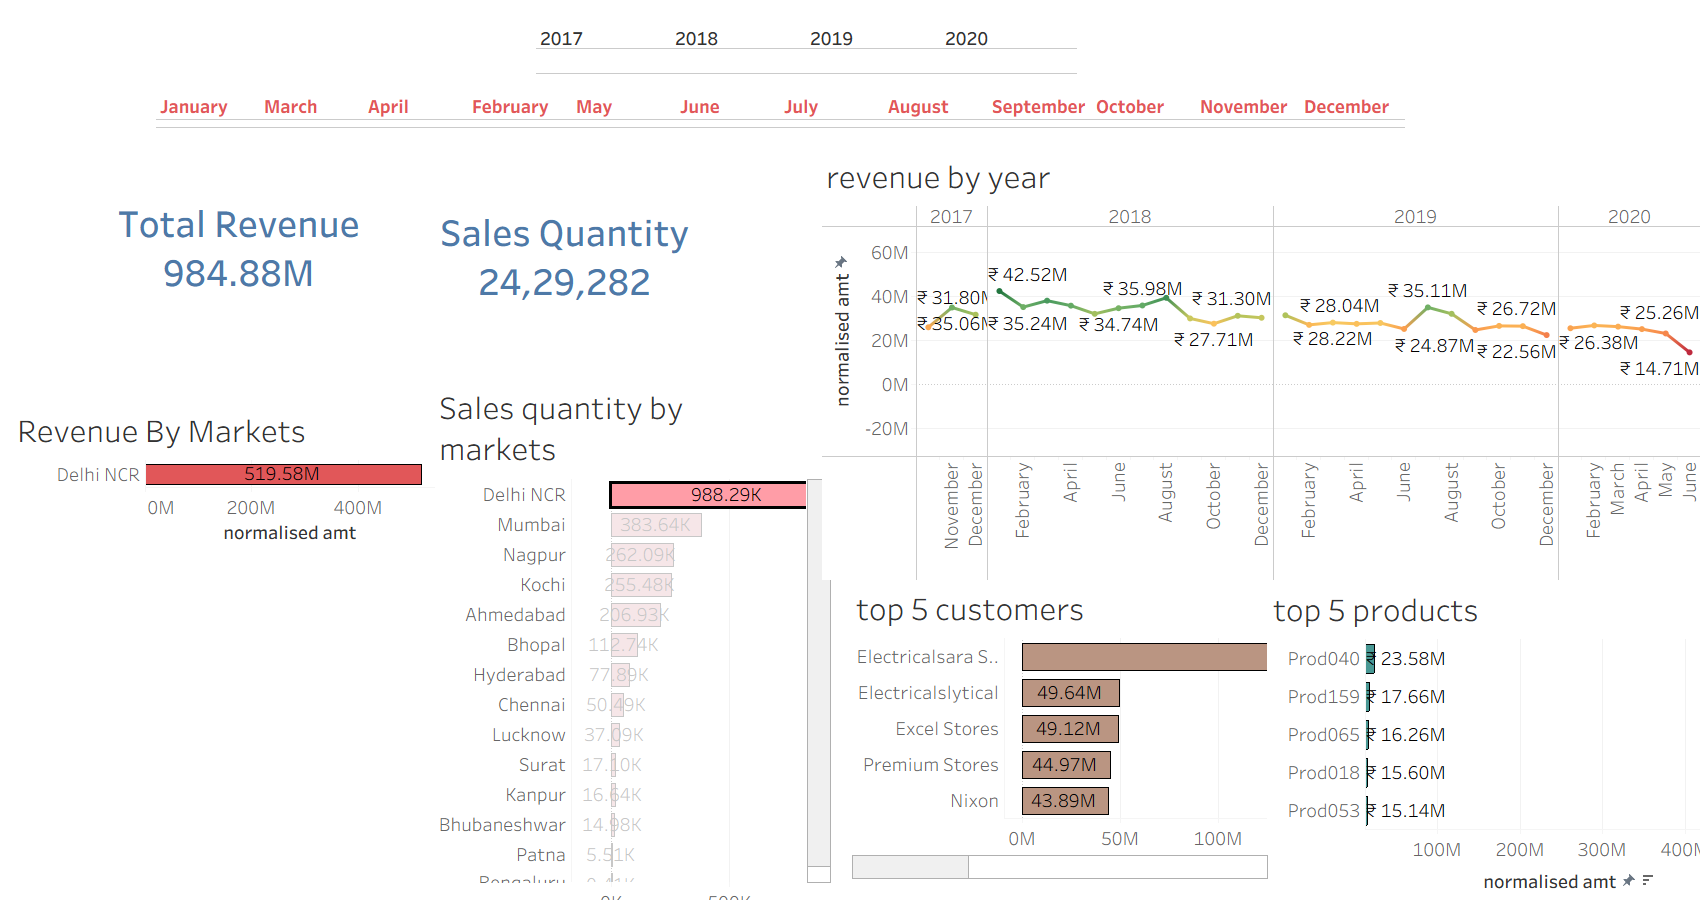 2017 2018 2019 2020
January March April February May June July August September October November December
Total Revenue
984.88M
Sales Quantity
24,29,282
revenue by year
2017 2018 2019 2020
normalised amt
60M
40M
20M
0M
-20M
₹ 31.80M
₹ 35.06M
₹ 42.52M
₹ 35.24M
₹ 34.74M
₹ 35.98M
₹ 27.71M
₹ 31.30M
₹ 28.04M
₹ 28.22M
₹ 35.11M
₹ 24.87M
₹ 26.72M
₹ 22.56M
₹ 26.38M
₹ 25.26M
₹ 14.71M
November December February April June August October December February April June August October December February March April May June
Revenue By Markets
Delhi NCR 519.58M
0M 200M 400M
normalised amt
Sales quantity by
markets
Delhi NCR 988.29K
Mumbai 383.64K
Nagpur 262.09K
Kochi 255.48K
Ahmedabad 206.93K
Bhopal 112.74K
Hyderabad 77.89K
Chennai 50.49K
Lucknow 37.09K
Surat 17.10K
Kanpur 16.64K
Bhubaneshwar 14.98K
Patna 5.51K
Bengaluru
top 5 customers
Electricalsara S..
Electricalslytical 49.64M
Excel Stores 49.12M
Premium Stores 44.97M
Nixon 43.89M
0M 50M 100M
top 5 products
Prod040 ₹ 23.58M
Prod159 ₹ 17.66M
Prod065 ₹ 16.26M
Prod018 ₹ 15.60M
Prod053 ₹ 15.14M
100M 200M 300M 400M
normalised amt